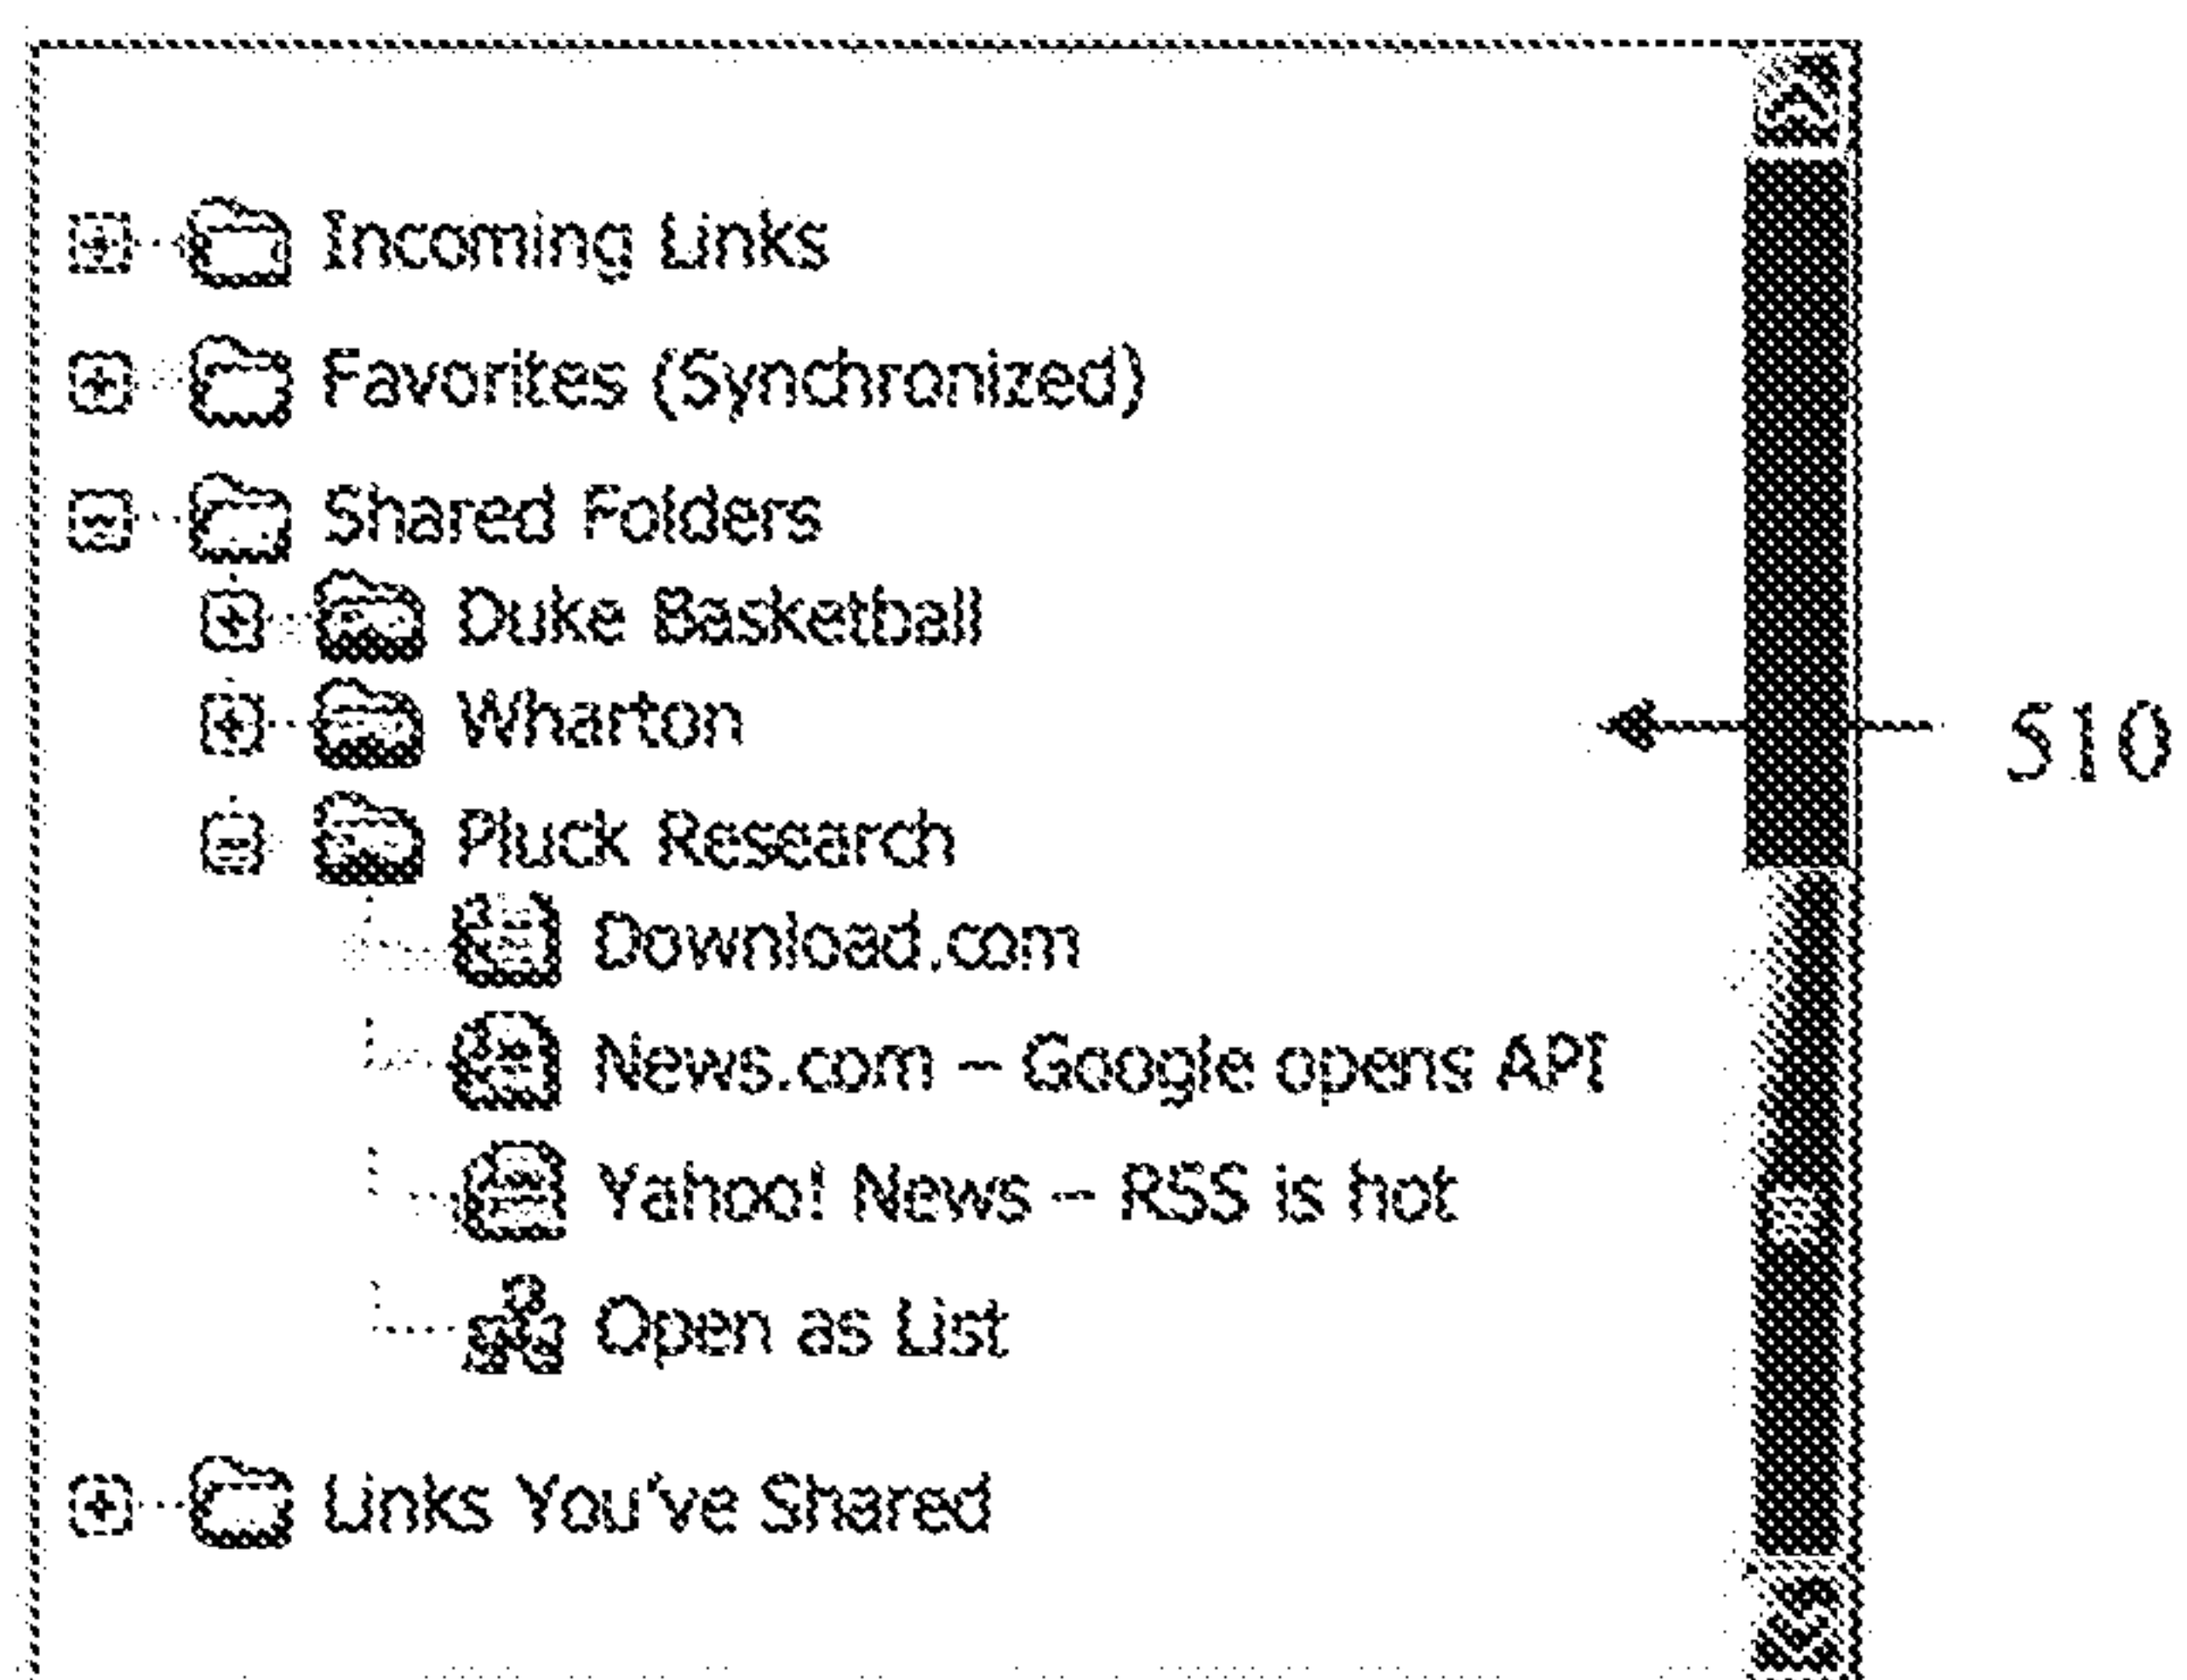 Incoming Links
Favorites (Synchronized)
Shared Folders
Duke Basketball
Wharton
510
Pluck Research
Download.com
News.com – Google opens API
Yahoo! News – RSS is hot
Open as List
Links You've Shared